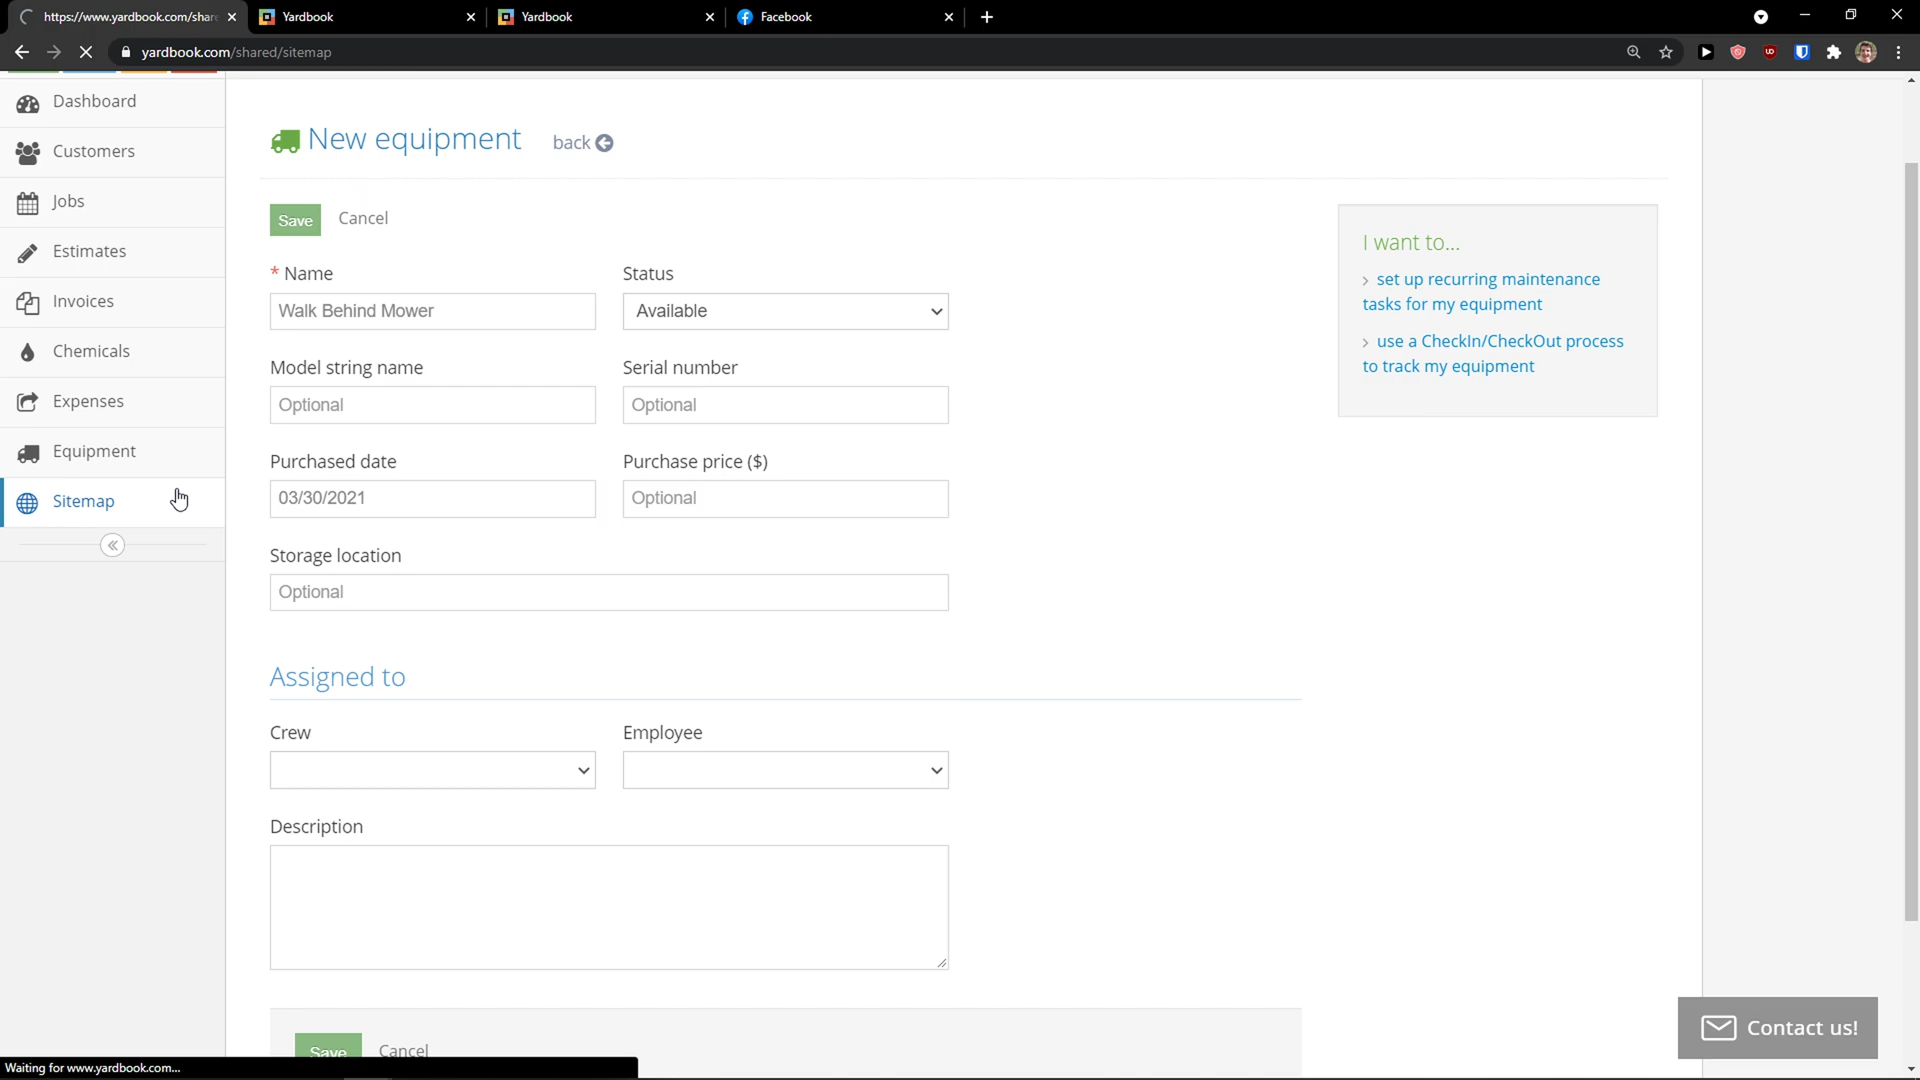 https://www.yardbook.com/share
Yardbook
Yardbook
Facebook
yardbook.com/shared/sitemap
Dashboard
Customers
Jobs
Estimates
Invoices
Chemicals
Expenses
Equipment
Sitemap
New equipment
back
Save
Cancel
* Name
Status
Walk Behind Mower
Available
Model string name
Serial number
Optional
Optional
Purchased date
Purchase price ($)
03/30/2021
Optional
Storage location
Optional
Assigned to
Crew
Employee
Description
Save
Cancel
I want to...
› set up recurring maintenance
tasks for my equipment
› use a CheckIn/CheckOut process
to track my equipment
Contact us!
Waiting for www.yardbook.com...